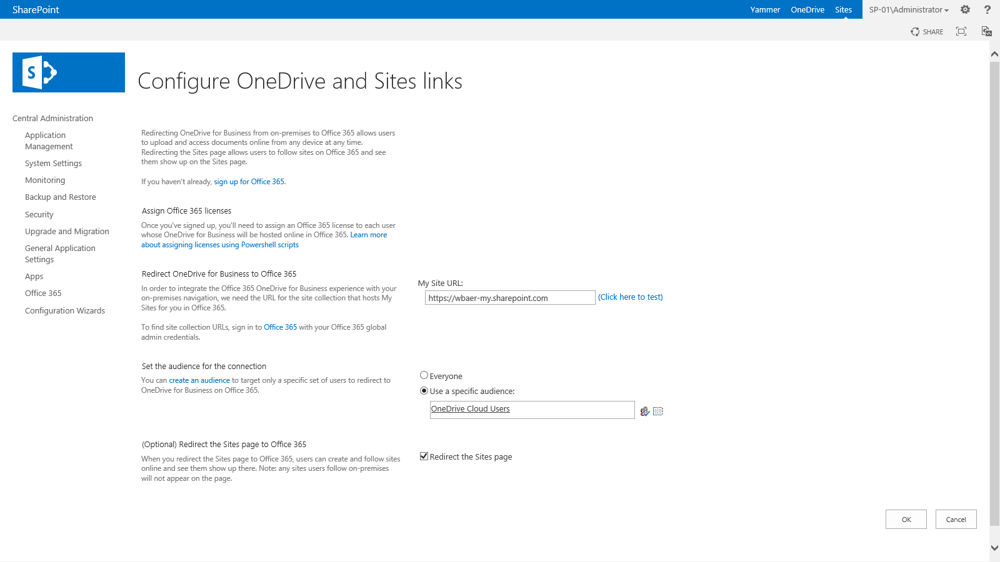 SharePoint
Yammer OneDrive Sites SP-01\Administrator ?
SHARE
S
Configure OneDrive and Sites links
Central Administration
Application
Management
System Settings
Monitoring
Backup and Restore
Security
Upgrade and Migration
General Application
Settings
Apps
Office 365
Configuration Wizards
Redirecting OneDrive for Business from on-premises to Office 365 allows users
to upload and access documents online from any device at any time.
Redirecting the Sites page allows users to follow sites on Office 365 and see
them show up on the Sites page.
If you haven't already, sign up for Office 365.
Assign Office 365 licenses
Once you've signed up, you'll need to assign an Office 365 license to each user
whose OneDrive for Business will be hosted online in Office 365. Learn more
about assigning licenses using Powershell scripts
Redirect OneDrive for Business to Office 365
In order to integrate the Office 365 OneDrive for Business experience with your
on-premises navigation, we need the URL for the site collection that hosts My
Sites for you in Office 365.
To find site collection URLs, sign in to Office 365 with your Office 365 global
admin credentials.
My Site URL:
https://wbaer-my.sharepoint.com (Click here to test)
Set the audience for the connection
You can create an audience to target only a specific set of users to redirect to
OneDrive for Business on Office 365.
Everyone
Use a specific audience:
OneDrive Cloud Users
(Optional) Redirect the Sites page to Office 365
When you redirect the Sites page to Office 365, users can create and follow sites
online and see them show up there. Note: any sites users follow on-premises
will not appear on the page.
Redirect the Sites page
OK Cancel